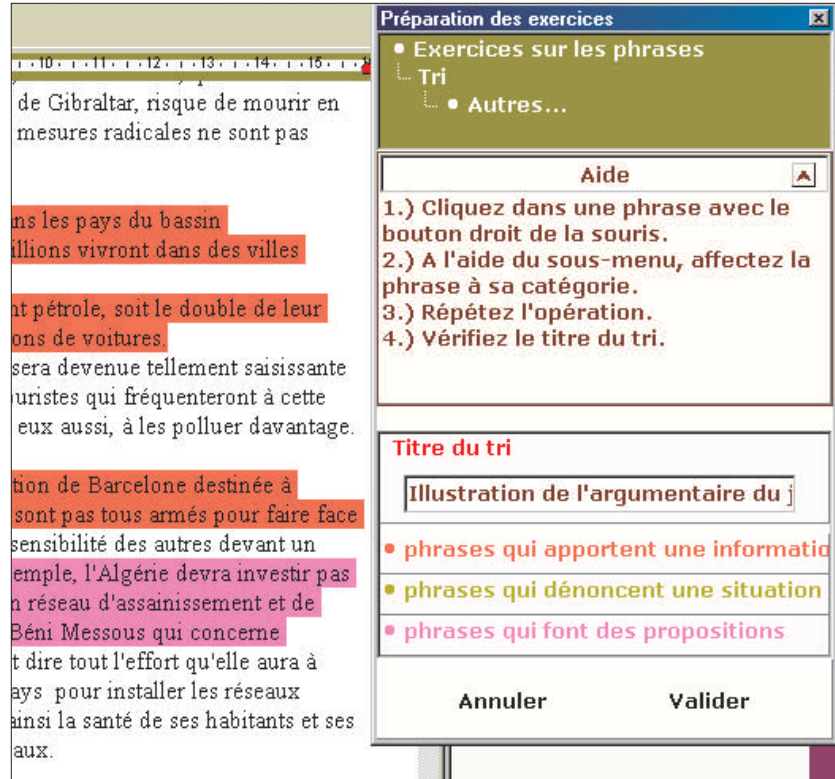 10 11 12 13 14 15
de Gibraltar, risque de mourir en
mesures radicales ne sont pas
ns les pays du bassin
illions vivront dans des villes
nt pétrole, soit le double de leur
ons de voitures.
sera devenue tellement saisissante
ouristes qui fréquenteront à cette
eux aussi, à les polluer davantage.
tion de Barcelone destinée à
sont pas tous armés pour faire face
sensibilité des autres devant un
emple, l'Algérie devra investir pas
n réseau d'assainissement et de
Béni Messous qui concerne
t dire tout l'effort qu'elle aura à
ays pour installer les réseaux
ainsi la santé de ses habitants et ses
aux.
Préparation des exercices
Exercices sur les phrases
Tri
Autres...
Aide
1.) Cliquez dans une phrase avec le
bouton droit de la souris.
2.) A l'aide du sous-menu, affectez la
phrase à sa catégorie.
3.) Répétez l'opération.
4.) Vérifiez le titre du tri.
Titre du tri
Illustration de l'argumentaire du j
phrases qui apportent une informatio
phrases qui dénoncent une situation
phrases qui font des propositions
Annuler Valider